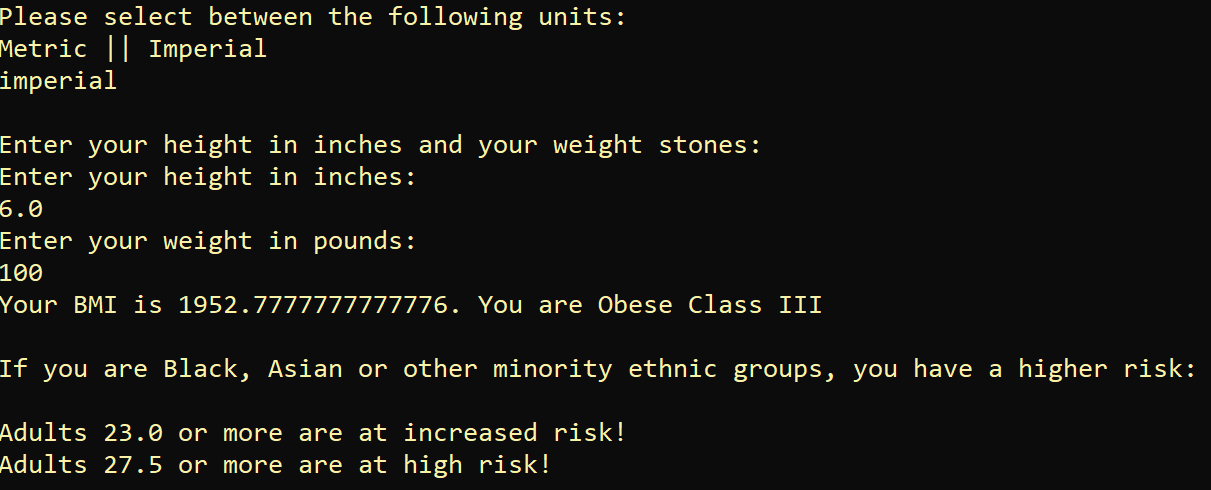 Please select between the following units:
Metric || Imperial
imperial
Enter your height in inches and your weight stones:
Enter your height in inches:
6.0
Enter your weight in pounds:
100
Your BMI is 1952.7777777777776. You are Obese Class III
If you are Black, Asian or other minority ethnic groups, you have a higher risk:
Adults 23.0 or more are at increased risk!
Adults 27.5 or more are at high risk!